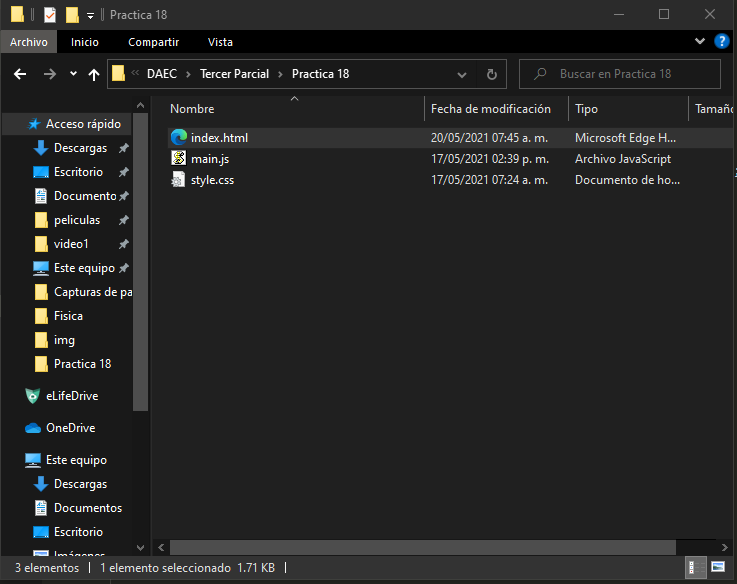 Practica 18
Archivo Inicio Compartir Vista
« DAEC › Tercer Parcial › Practica 18
Buscar en Practica 18
Acceso rápido
Descargas
Escritorio
Documento
peliculas
video1
Este equipo
Capturas de pa
Fisica
img
Practica 18
eLifeDrive
OneDrive
Este equipo
Descargas
Documentos
Escritorio
Imágenes
Nombre Fecha de modificación Tipo Tamaño
index.html 20/05/2021 07:45 a. m. Microsoft Edge H...
main.js 17/05/2021 02:39 p. m. Archivo JavaScript
style.css 17/05/2021 07:24 a. m. Documento de ho...
3 elementos 1 elemento seleccionado 1.71 KB